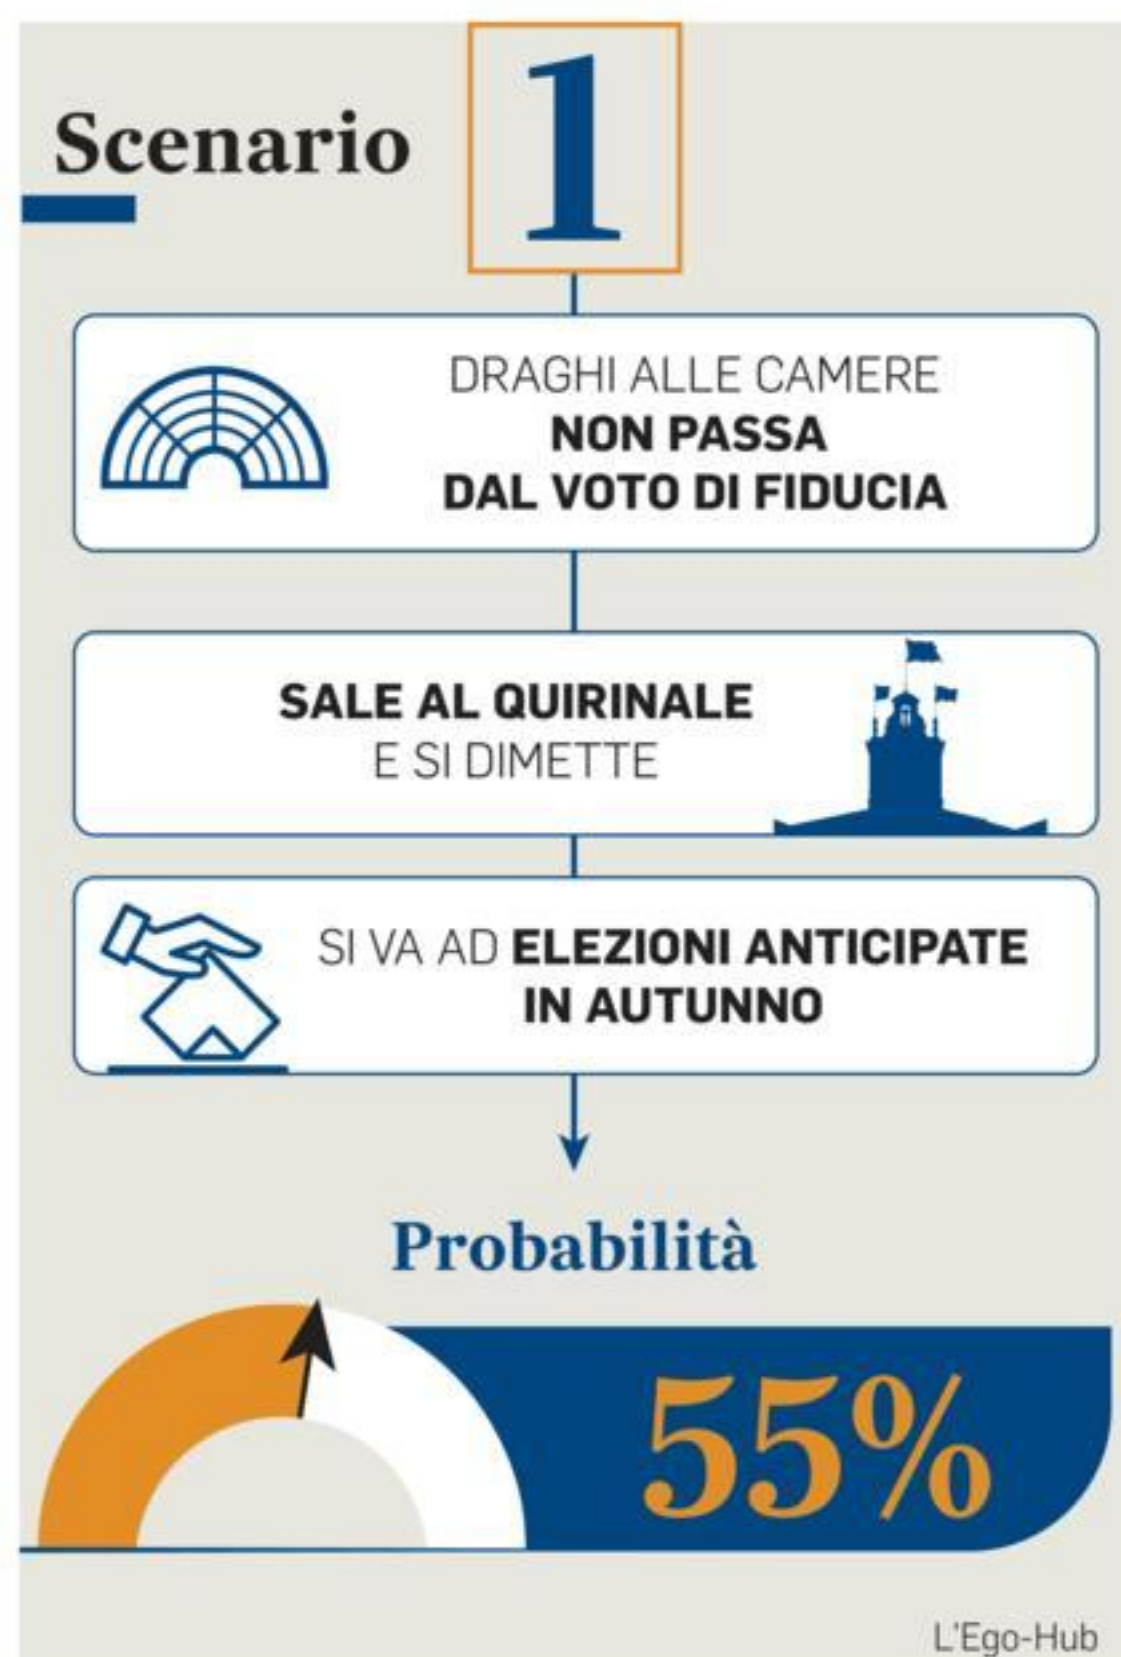 Scenario 1
DRAGHI ALLE CAMERE
NON PASSA
DAL VOTO DI FIDUCIA
SALE AL QUIRINALE
E SI DIMETTE
SI VA AD ELEZIONI ANTICIPATE
IN AUTUNNO
Probabilità
55%
L'Ego-Hub